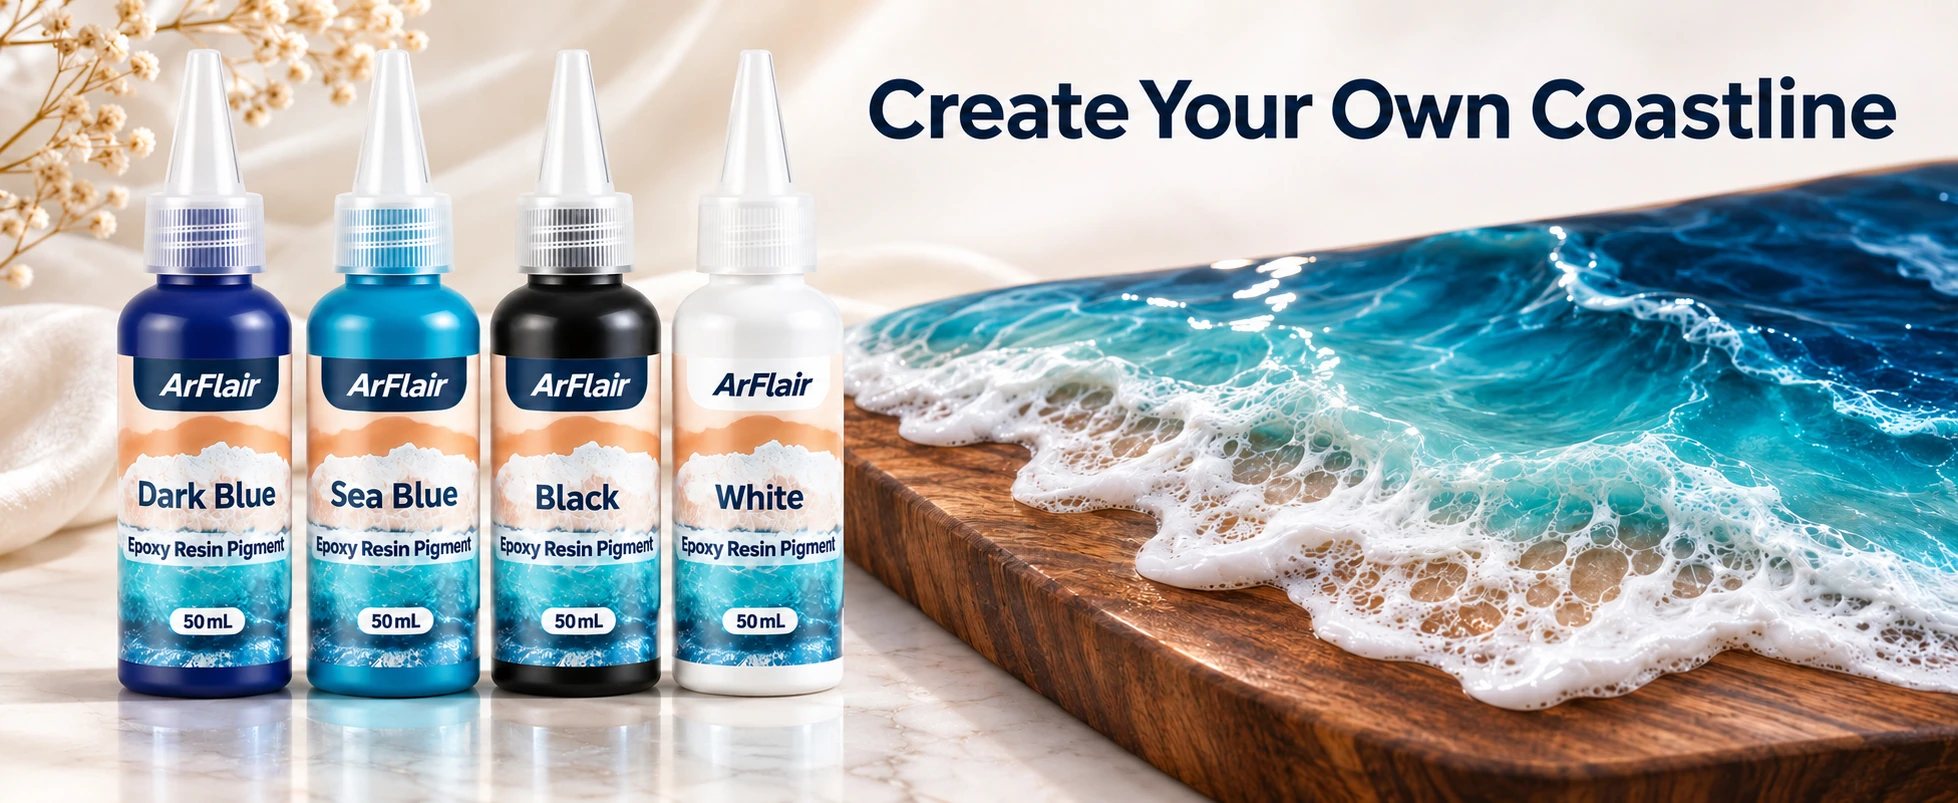 Create Your Own Coastline
ArFlair
Dark Blue
Epoxy Resin Pigment
50 mL
ArFlair
Sea Blue
Epoxy Resin Pigment
50 mL
ArFlair
Black
Epoxy Resin Pigment
50 mL
ArFlair
White
Epoxy Resin Pigment
50 mL